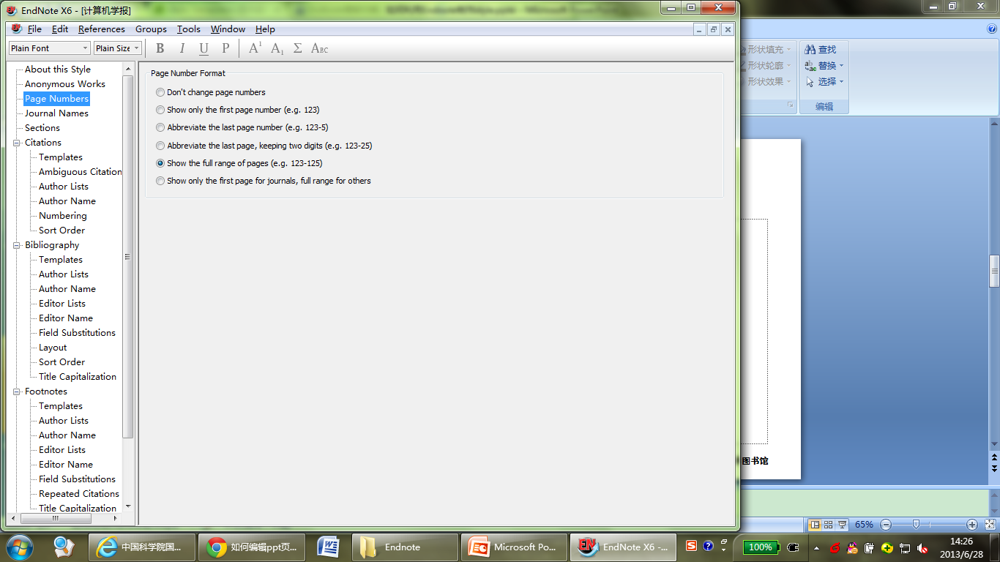 EndNote X6 - [计算机学报]
File Edit References Groups Tools Window Help
Plain Font Plain Size B I U P A1 A1 Σ ABC
About this Style
Anonymous Works
Page Numbers
Journal Names
Sections
Citations
Templates
Ambiguous Citation
Author Lists
Author Name
Numbering
Sort Order
Bibliography
Templates
Author Lists
Author Name
Editor Lists
Editor Name
Field Substitutions
Layout
Sort Order
Title Capitalization
Footnotes
Templates
Author Lists
Author Name
Editor Lists
Editor Name
Field Substitutions
Repeated Citations
Title Capitalization
Page Number Format
Don't change page numbers
Show only the first page number (e.g. 123)
Abbreviate the last page number (e.g. 123-5)
Abbreviate the last page, keeping two digits (e.g. 123-25)
Show the full range of pages (e.g. 123-125)
Show only the first page for journals, full range for others
形状填充
形状轮廓
形状效果
查找
替换
选择
编辑
图书馆
65%
中国科学院国...
如何编辑ppt页...
Endnote
Microsoft Po...
EndNote X6 -...
100%
14:26
2013/6/28